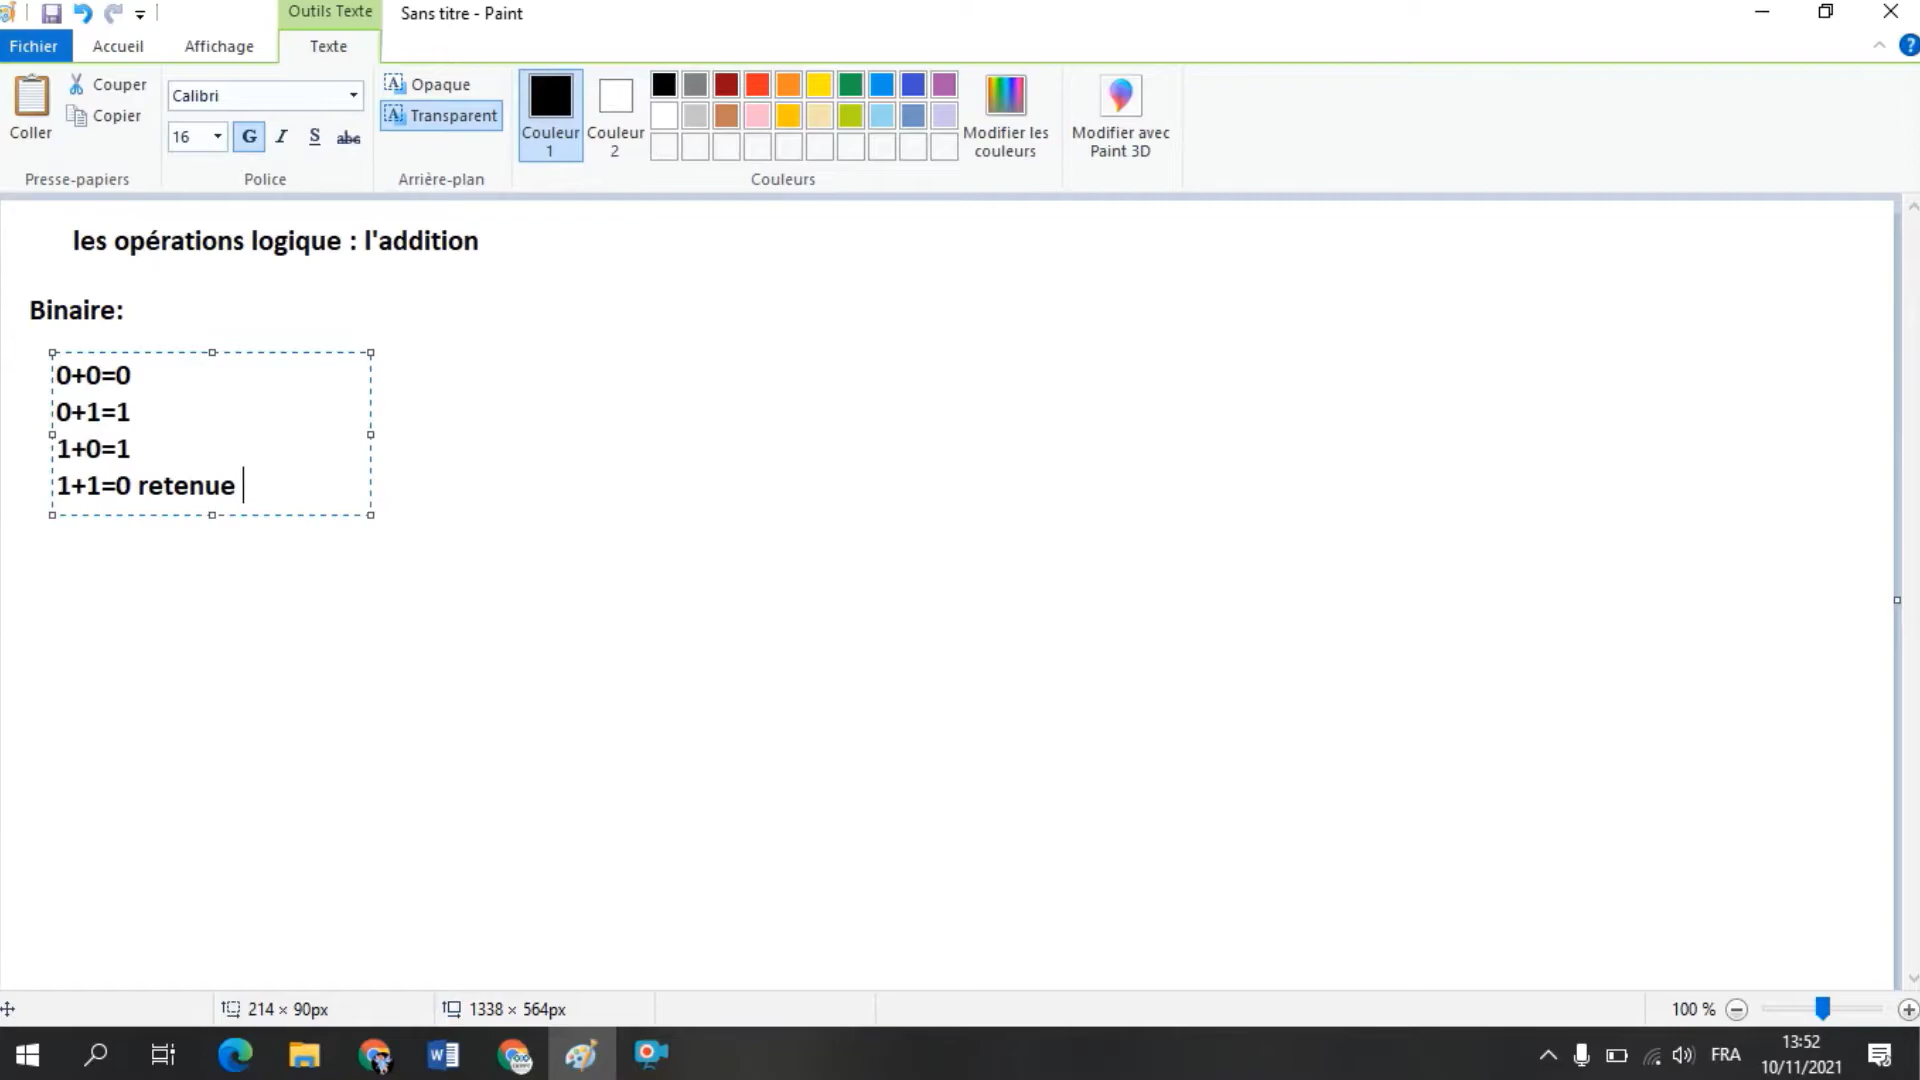 Outils Texte
Sans titre - Paint
Fichier
Accueil
Affichage
Texte
Coller
Couper
Copier
Presse-papiers
Calibri
16
G
I
S
abc
Police
Opaque
Transparent
Arrière-plan
Couleur
1
Couleur
2
Couleurs
Modifier les
couleurs
Modifier avec
Paint 3D
les opérations logique : l'addition
Binaire:
0+0=0
0+1=1
1+0=1
1+1=0 retenue
214 × 90px
1338 × 564px
100 %
FRA
13:52
10/11/2021